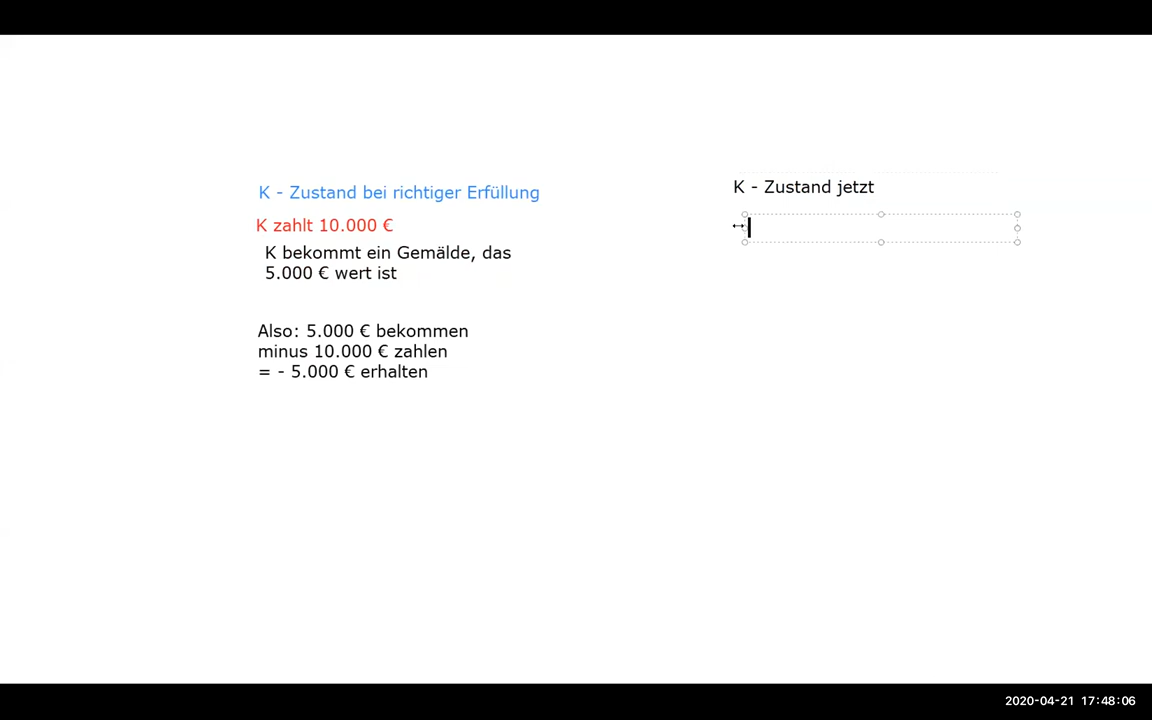 K - Zustand bei richtiger Erfüllung
K zahlt 10.000 €
K bekommt ein Gemälde, das
5.000 € wert ist
Also: 5.000 € bekommen
minus 10.000 € zahlen
= - 5.000 € erhalten
K - Zustand jetzt
2020-04-21 17:48:06